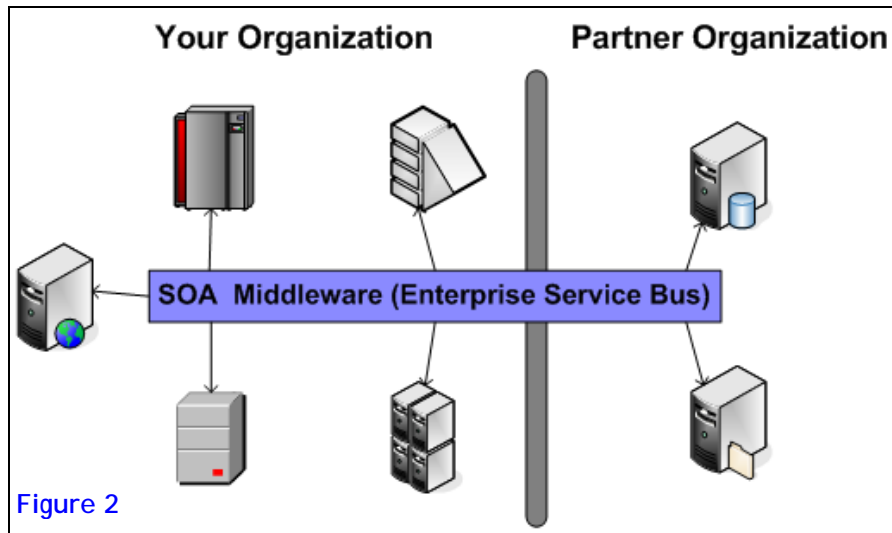 Your Organization
Partner Organization
SOA Middleware (Enterprise Service Bus)
Figure 2